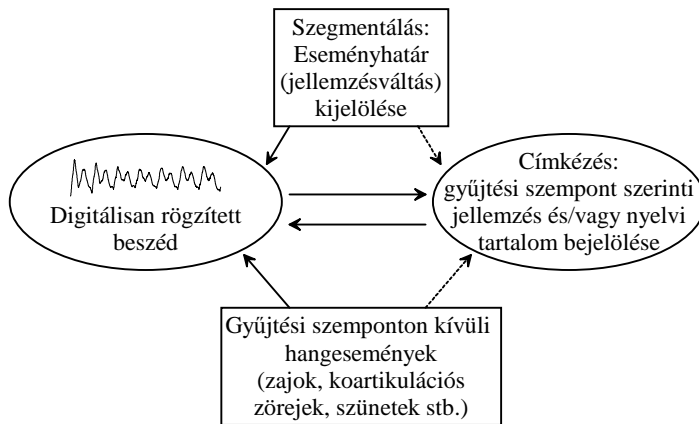 Szegmentálás:
Eseményhatár
(jellemzésváltás)
kijelölése
Digitálisan rögzített
beszéd
Címkézés:
gyűjtési szempont szerinti
jellemzés és/vagy nyelvi
tartalom bejelölése
Gyűjtési szemponton kívüli
hangesemények
(zajok, koartikulációs
zörejek, szünetek stb.)